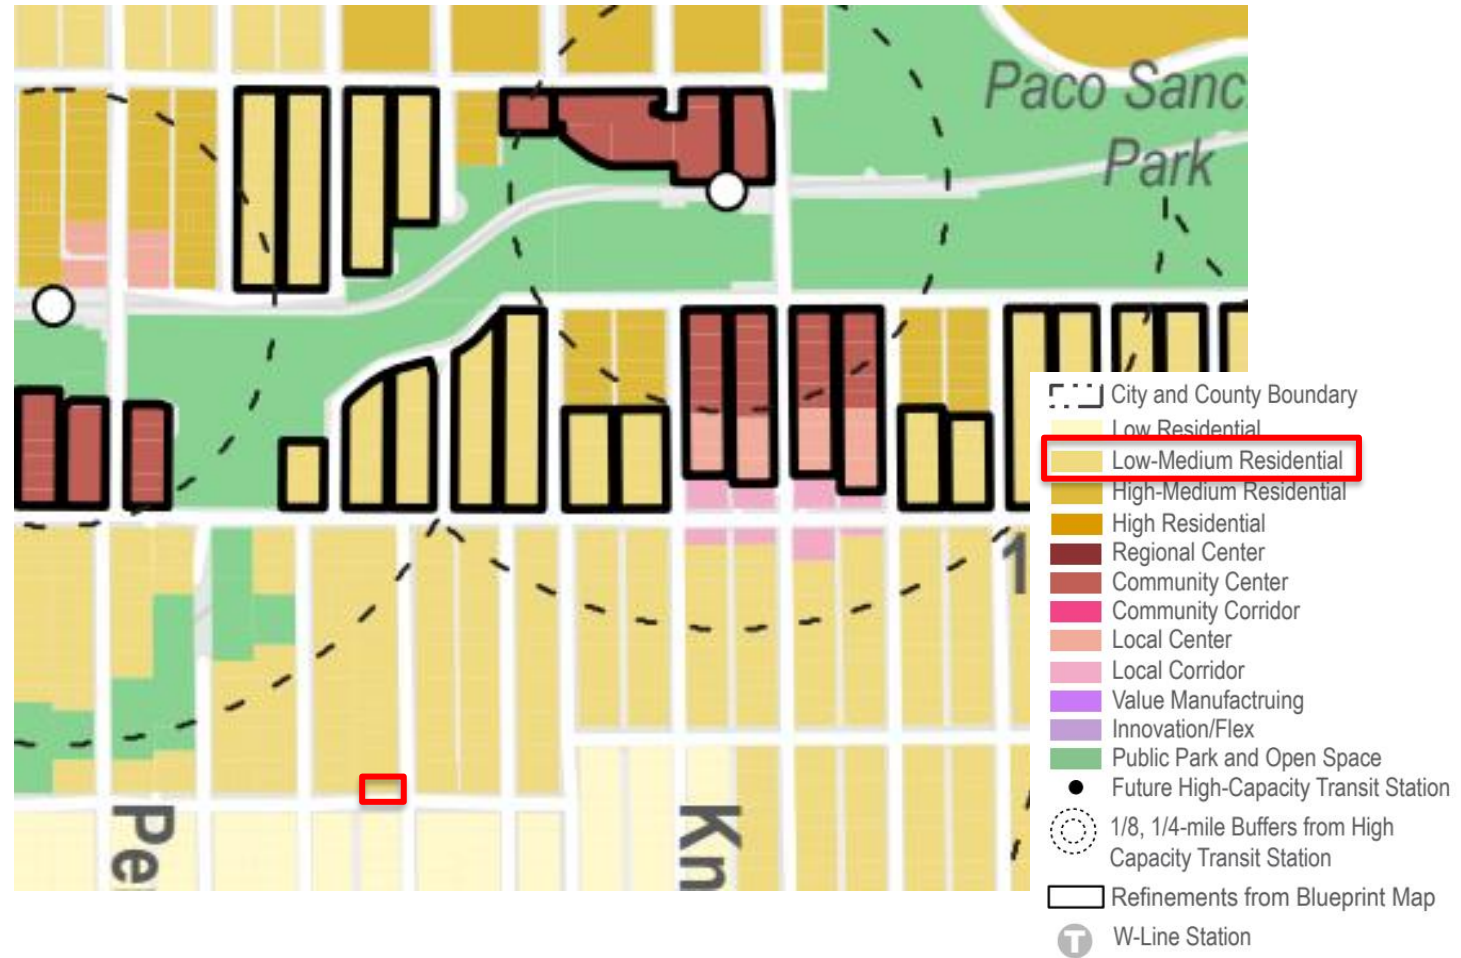 Paco Sanc
Park
City and County Boundary
Low Residential
Low-Medium Residential
High-Medium Residential
High Residential
Regional Center
Community Center
Community Corridor
Local Center
Local Corridor
Value Manufactruing
Innovation/Flex
Public Park and Open Space
Future High-Capacity Transit Station
1/8, 1/4-mile Buffers from High
Capacity Transit Station
Refinements from Blueprint Map
T W-Line Station
1
Pe
Kn